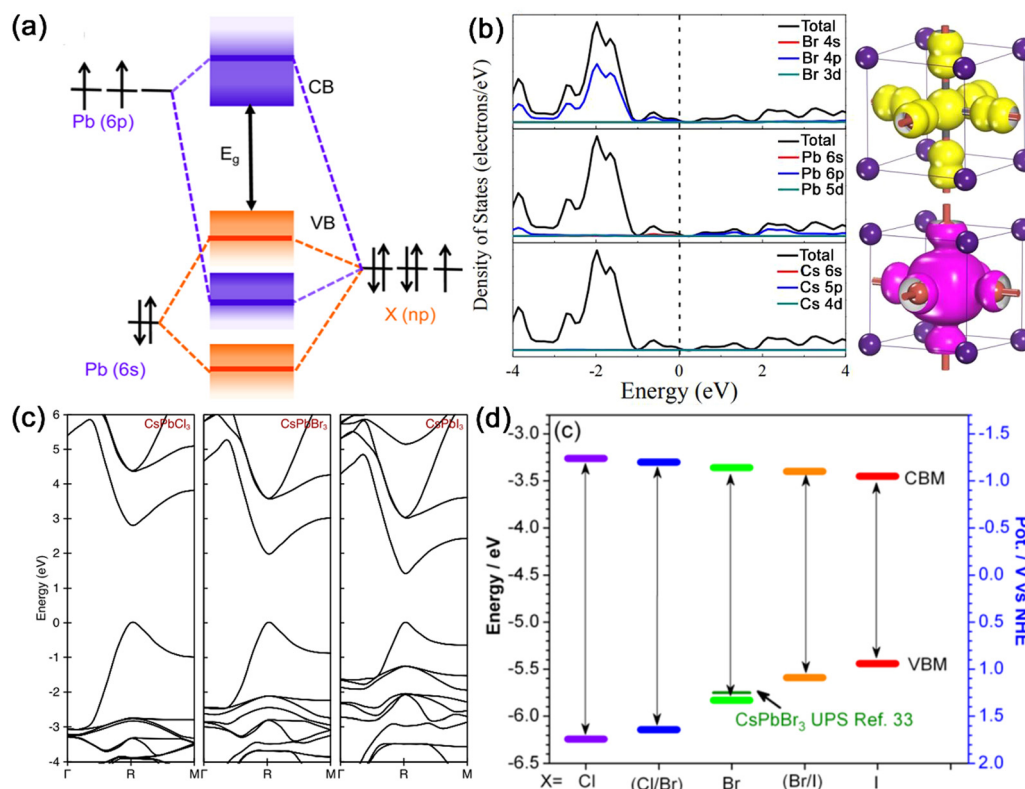 (a)
Pb (6p)
CB
E_g
VB
X (np)
Pb (6s)
(b)
Density of States (electrons/eV)
Total
Br 4s
Br 4p
Br 3d
Total
Pb 6s
Pb 6p
Pb 5d
Total
Cs 6s
Cs 5p
Cs 4d
-4 -2 0 2 4
Energy (eV)
(c)
Energy (eV)
6
5
4
3
2
1
0
-1
-2
-3
-4
CsPbCl₃
CsPbBr₃
CsPbI₃
Γ R M Γ R M Γ R M
(d)
(c)
Energy / eV
-3.0
-3.5
-4.0
-4.5
-5.0
-5.5
-6.0
-6.5
CBM
VBM
CsPbBr₃ UPS Ref. 33
X= Cl (Cl/Br) Br (Br/I) I
-1.5
-1.0
-0.5
0.0
0.5
1.0
1.5
2.0
Pot. / V Vs NHE